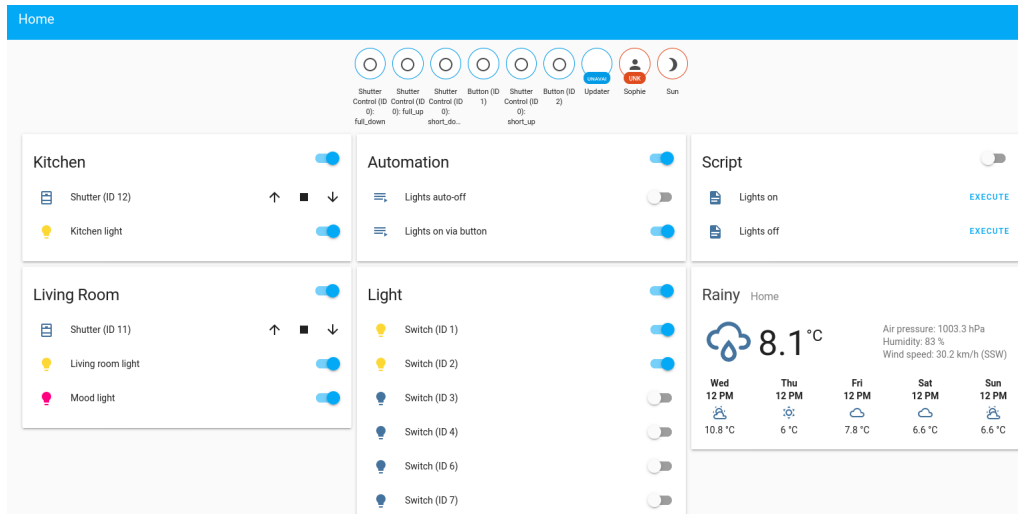 Home
UNAVAI
UNK
Shutter Control (ID 0): full_down
Shutter Control (ID 0): full_up
Shutter Control (ID 0): short_do...
Button (ID 1)
Shutter Control (ID 0): short_up
Button (ID 2)
Updater
Sophie
Sun
Kitchen
Shutter (ID 12)
Kitchen light
Automation
Lights auto-off
Lights on via button
Script
Lights on
EXECUTE
Lights off
EXECUTE
Living Room
Shutter (ID 11)
Living room light
Mood light
Light
Switch (ID 1)
Switch (ID 2)
Switch (ID 3)
Switch (ID 4)
Switch (ID 6)
Switch (ID 7)
Rainy Home
8.1°C
Air pressure: 1003.3 hPa
Humidity: 83 %
Wind speed: 30.2 km/h (SSW)
Wed Thu Fri Sat Sun
12 PM 12 PM 12 PM 12 PM 12 PM
10.8 °C 6 °C 7.8 °C 6.6 °C 6.6 °C